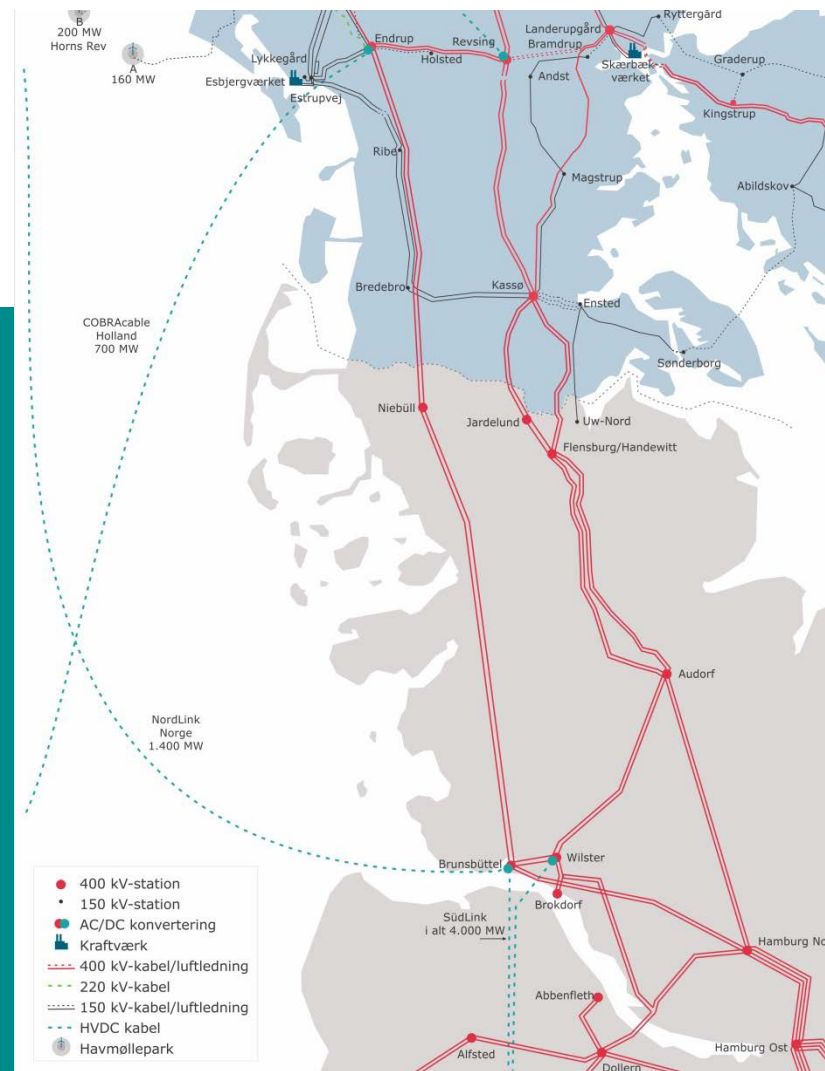 B
200 MW
Horns Rev
A
160 MW
Lykkegård
Esbjergværket
Estrupvej
Endrup
Holsted
Revsing
Landerupgård
Bramdrup
Ryttergård
Skærbæk-
værket
Graderup
Kingstrup
Andst
Ribe
Magstrup
Abildskov
Bredebro
Kassø
Ensted
Sønderborg
COBRAcable
Holland
700 MW
Niebüll
Jardelund
Uw-Nord
Flensburg/Handewitt
Audorf
NordLink
Norge
1.400 MW
Brunsbüttel
Wilster
Brokdorf
SüdLink
i alt 4.000 MW
Hamburg No
Abbenfleth
Alfsted
Dollern
Hamburg Ost
400 kV-station
150 kV-station
AC/DC konvertering
Kraftværk
400 kV-kabel/luftledning
220 kV-kabel
150 kV-kabel/luftledning
HVDC kabel
Havmøllepark